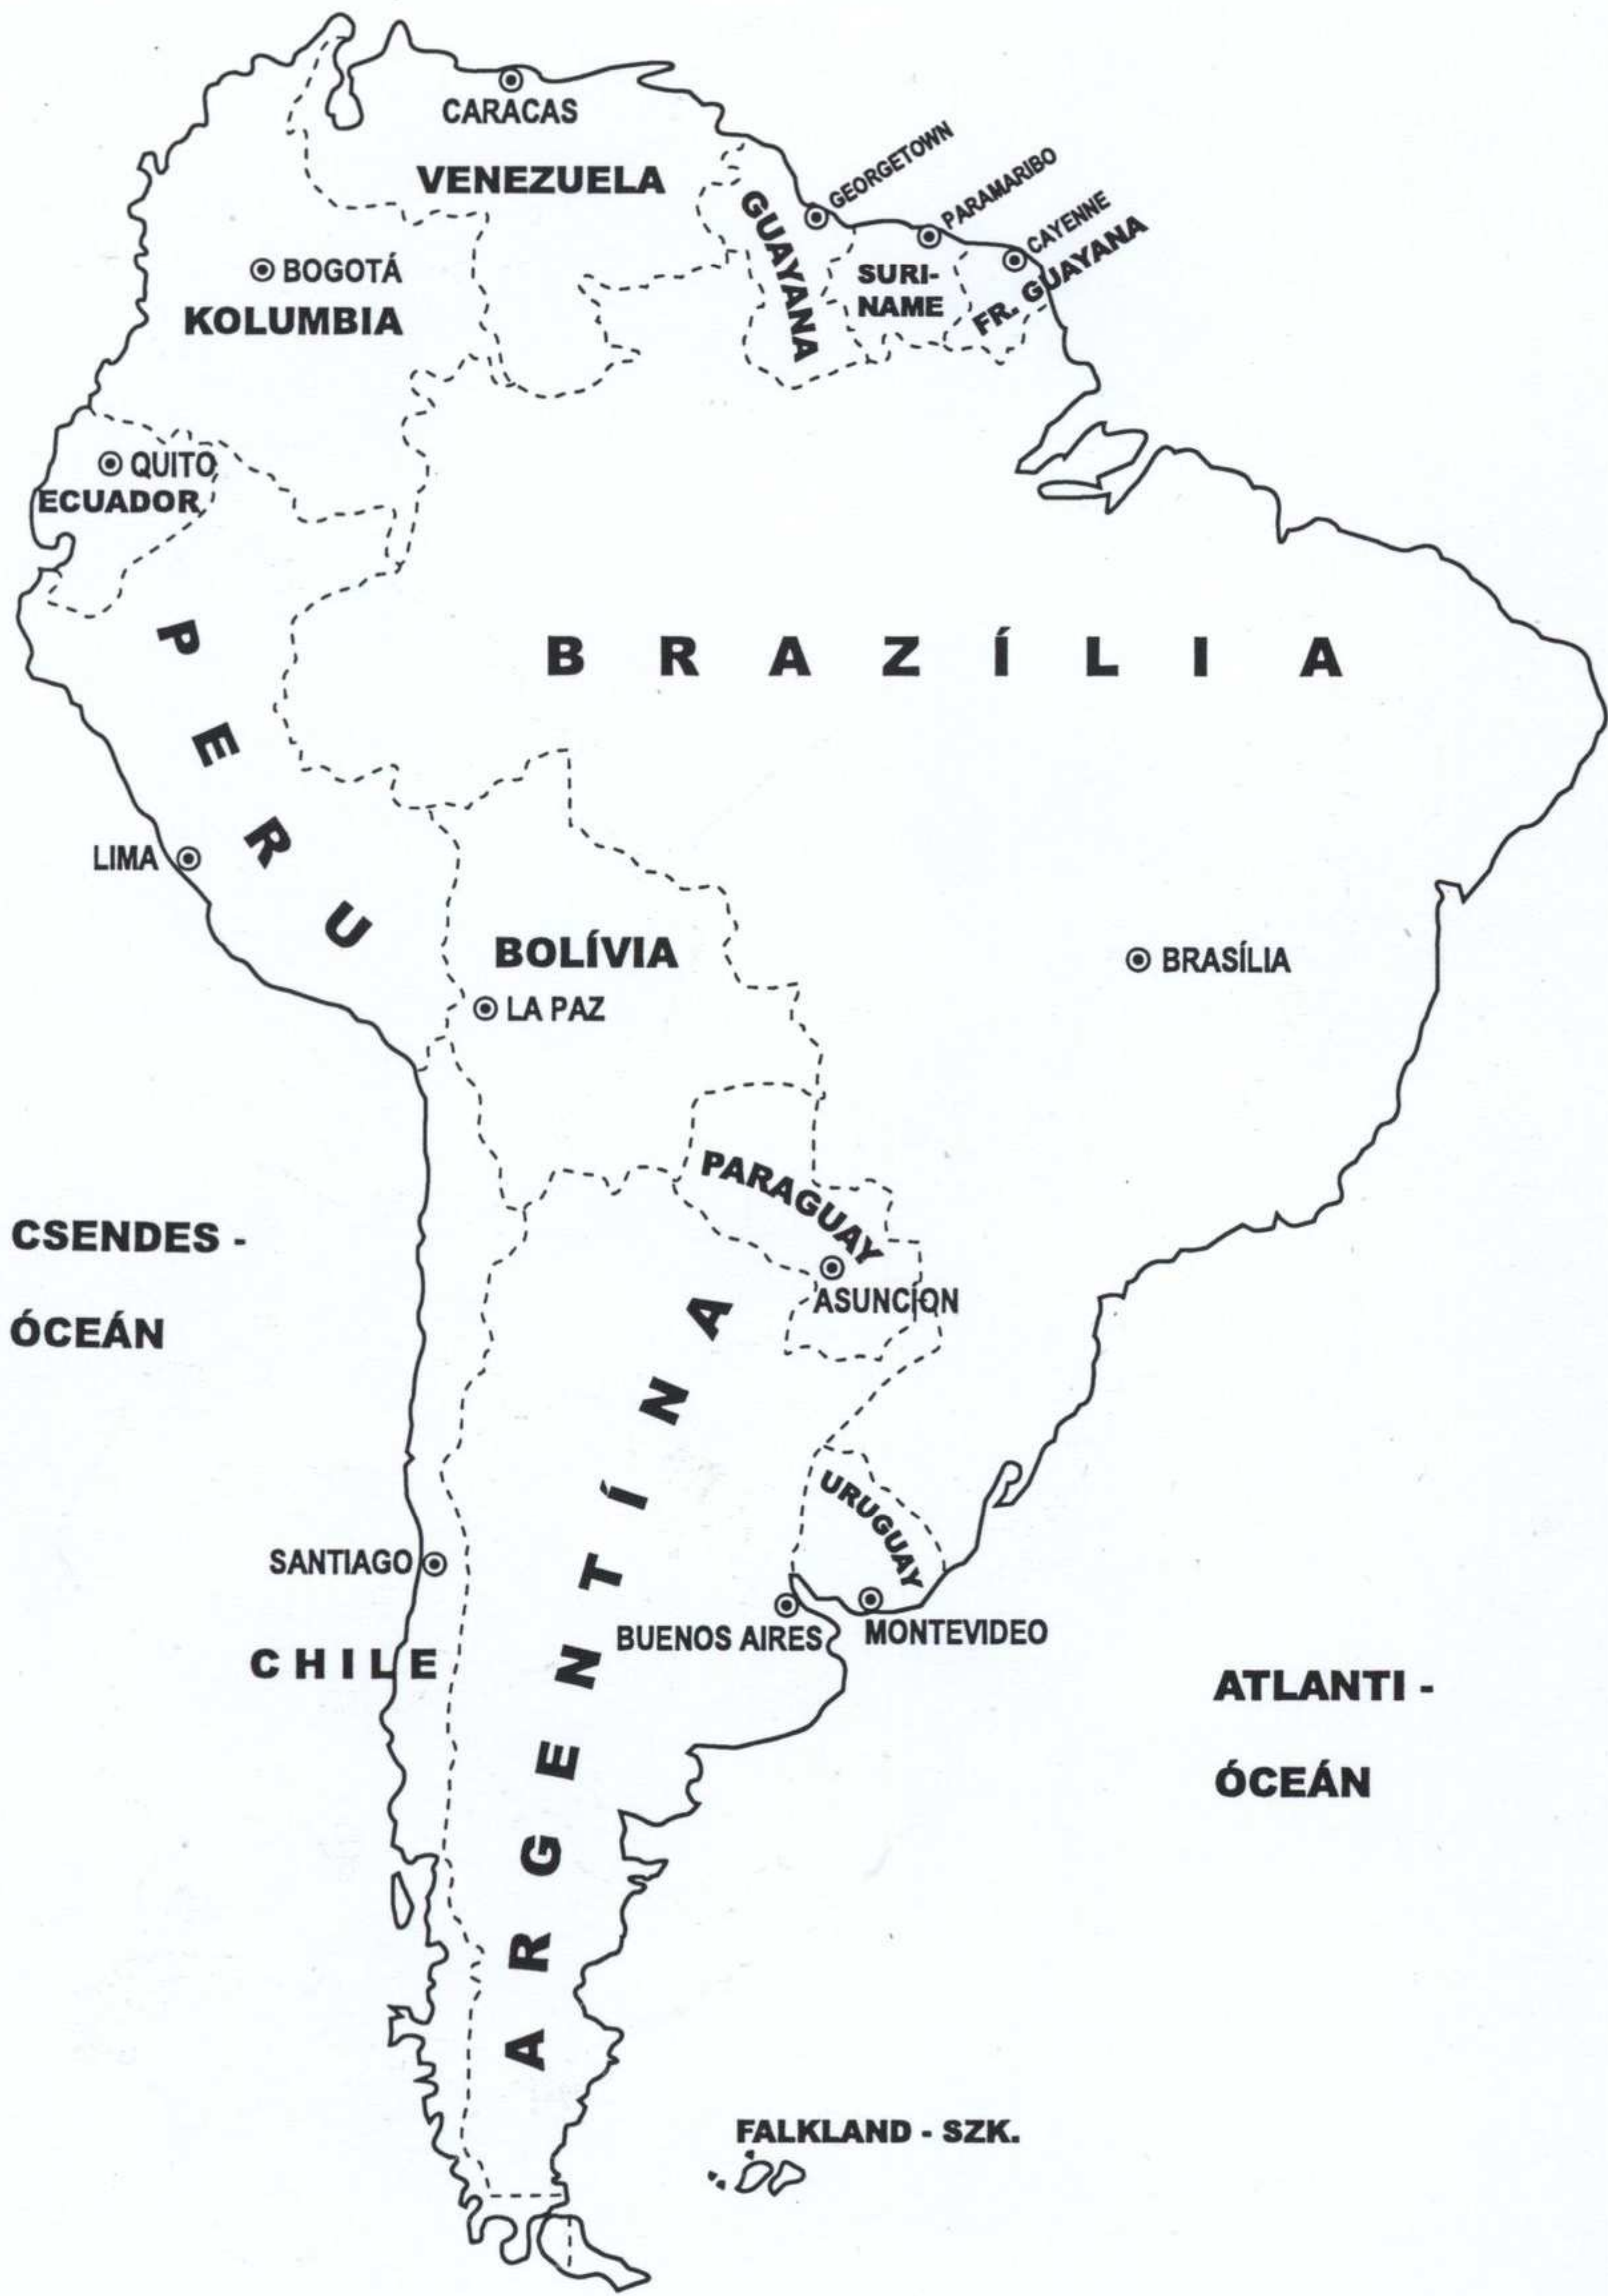 CARACAS
VENEZUELA
GEORGETOWN
PARAMARIBO
CAYENNE
GUAYANA
SURI-
NAME
FR. GUAYANA
BOGOTÁ
KOLUMBIA
QUITO
ECUADOR
PERU
BRAZÍLIA
LIMA
BOLÍVIA
LA PAZ
BRASÍLIA
PARAGUAY
ASUNCÍON
CSENDES -
ÓCEÁN
ARGENTÍNA
URUGUAY
SANTIAGO
BUENOS AIRES
MONTEVIDEO
CHILE
ATLANTI -
ÓCEÁN
FALKLAND - SZK.